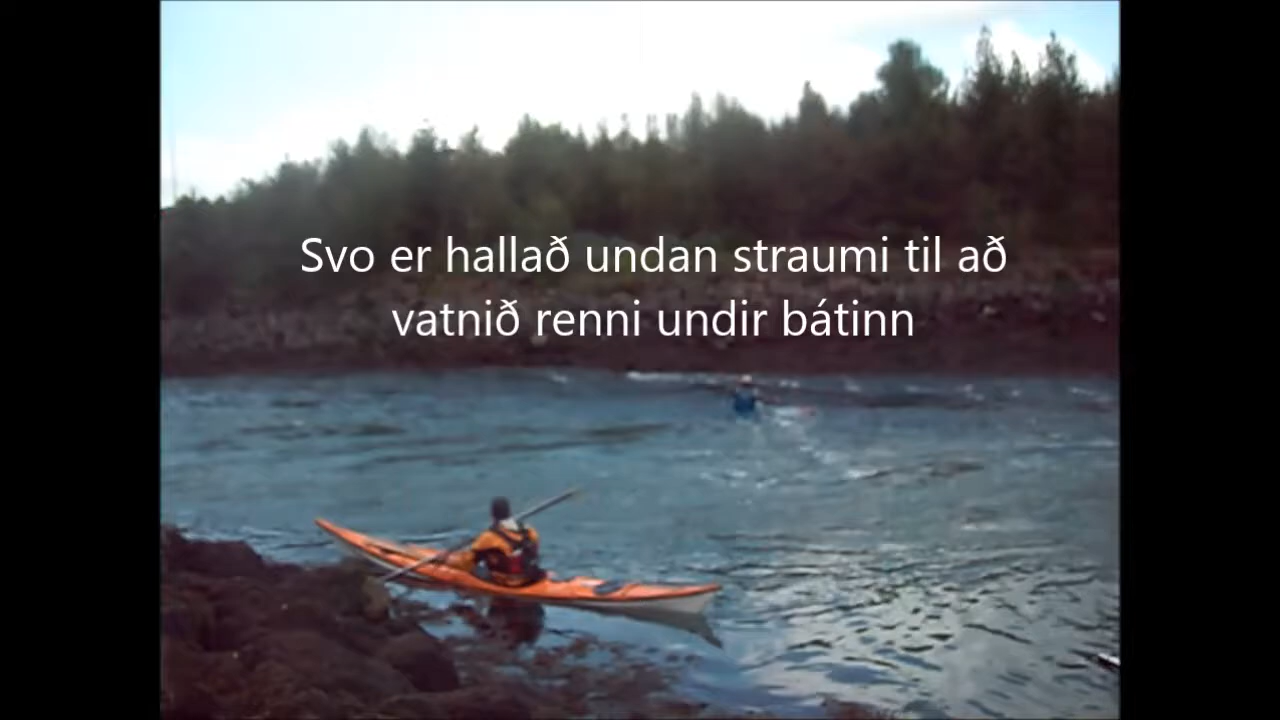 Svo er hallað undan straumi til að
vatnið renni undir bátinn